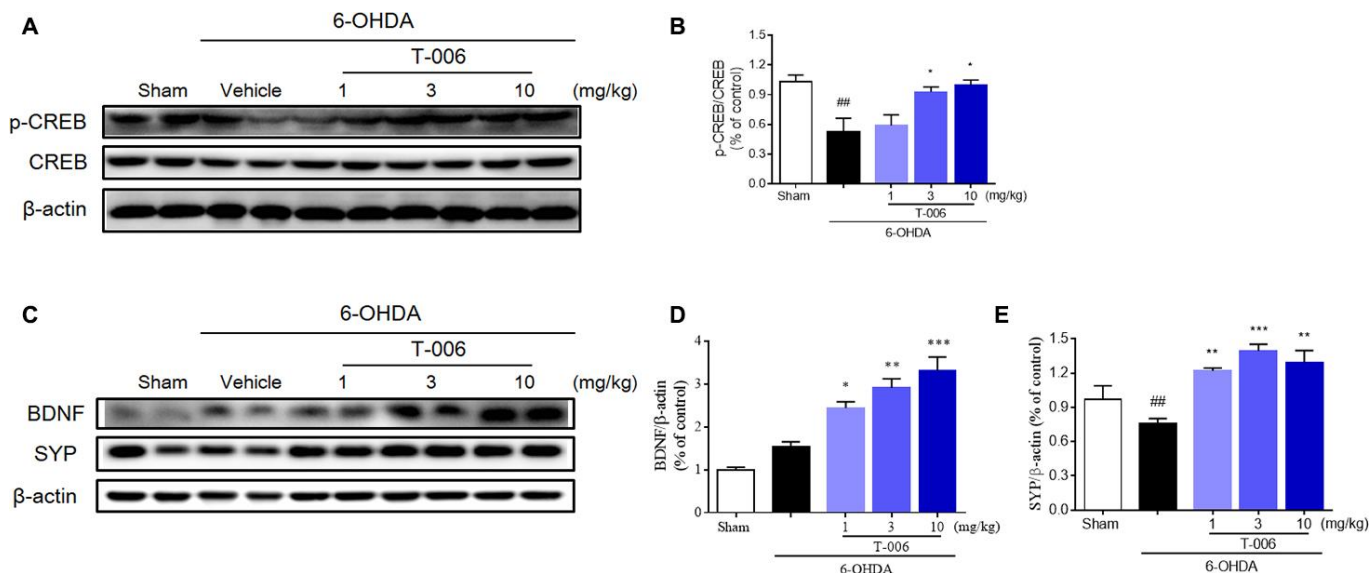 A
6-OHDA
T-006
Sham Vehicle 1 3 10 (mg/kg)
p-CREB
CREB
β-actin
B
p-CREB/CREB
(% of control)
1.5
1.2
0.9
0.6
0.3
0.0
##
*
*
Sham
1 3 10 (mg/kg)
T-006
6-OHDA
C
6-OHDA
T-006
Sham Vehicle 1 3 10 (mg/kg)
BDNF
SYP
β-actin
D
BDNF/β-actin
(% of control)
4
3
2
1
0
*
**
***
Sham
1 3 10 (mg/kg)
T-006
6-OHDA
E
SYP/β-actin (% of control)
1.5
1.2
0.9
0.6
0.3
0.0
##
**
***
**
Sham
1 3 10 (mg/kg)
T-006
6-OHDA